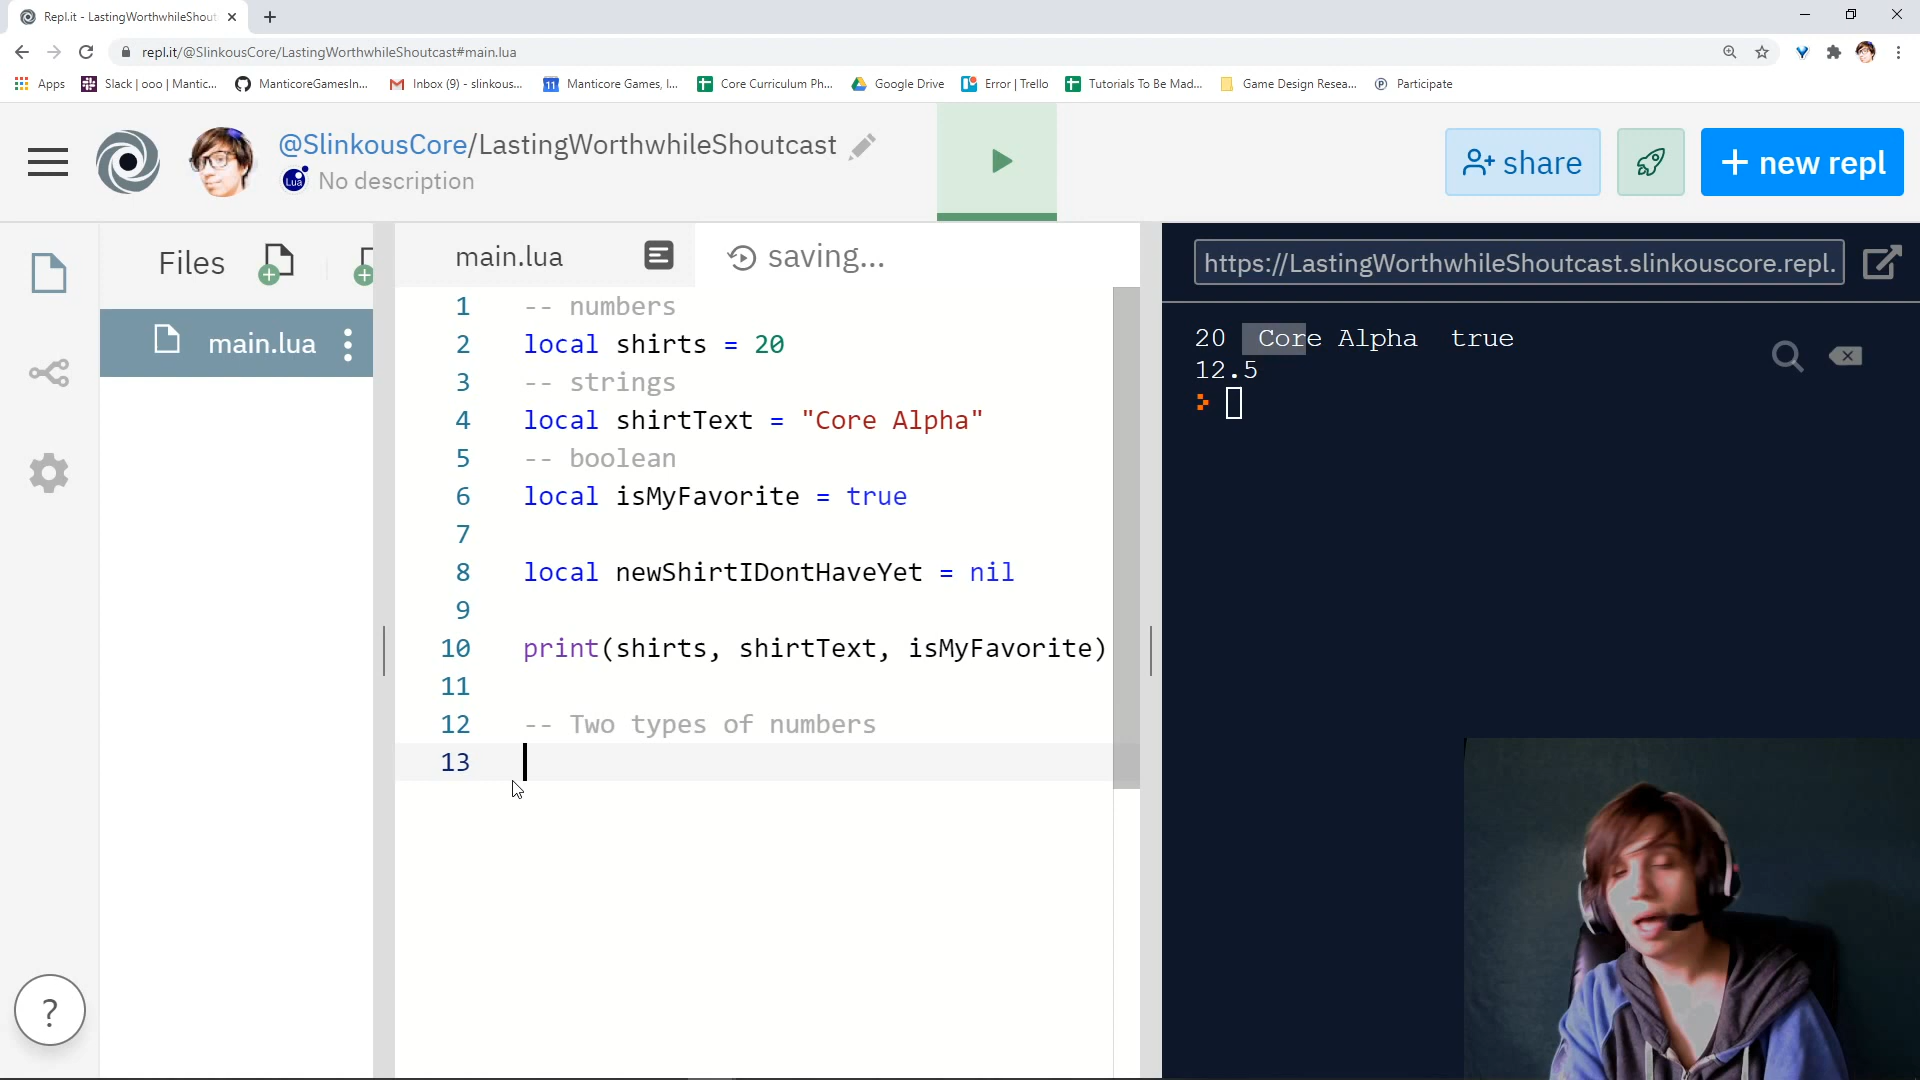 Repl.it - LastingWorthwhileShout
repl.it/@SlinkousCore/LastingWorthwhileShoutcast#main.lua
Apps
Slack | ooo | Mantic...
ManticoreGamesIn...
Inbox (9) - slinkous...
11
Manticore Games, I...
Core Curriculum Ph...
Google Drive
Error | Trello
Tutorials To Be Mad...
Game Design Resea...
Participate
@SlinkousCore/LastingWorthwhileShoutcast
Lua
No description
share
+ new repl
Files
main.lua
main.lua
saving...
1 -- numbers
2 local shirts = 20
3 -- strings
4 local shirtText = "Core Alpha"
5 -- boolean
6 local isMyFavorite = true
7
8 local newShirtIDontHaveYet = nil
9
10 print(shirts, shirtText, isMyFavorite)
11
12 -- Two types of numbers
13
https://LastingWorthwhileShoutcast.slinkouscore.repl.
20 Core Alpha true
12.5
>
?